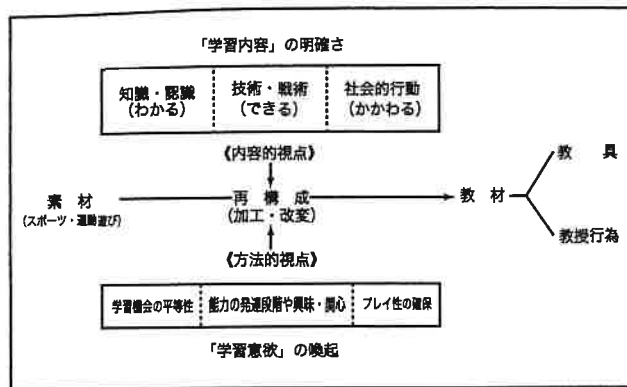 「学習内容」の明確さ
知識・認識
(わかる)
技術・戦術
(できる)
社会的行動
(かかわる)
《内容的視点》
素 材
(スポーツ・運動遊び)
再 構 成
(加工・改変)
教 材
教 具
教授行為
《方法的視点》
学習機会の平等性
能力の発達段階や興味・関心
プレイ性の確保
「学習意欲」の喚起